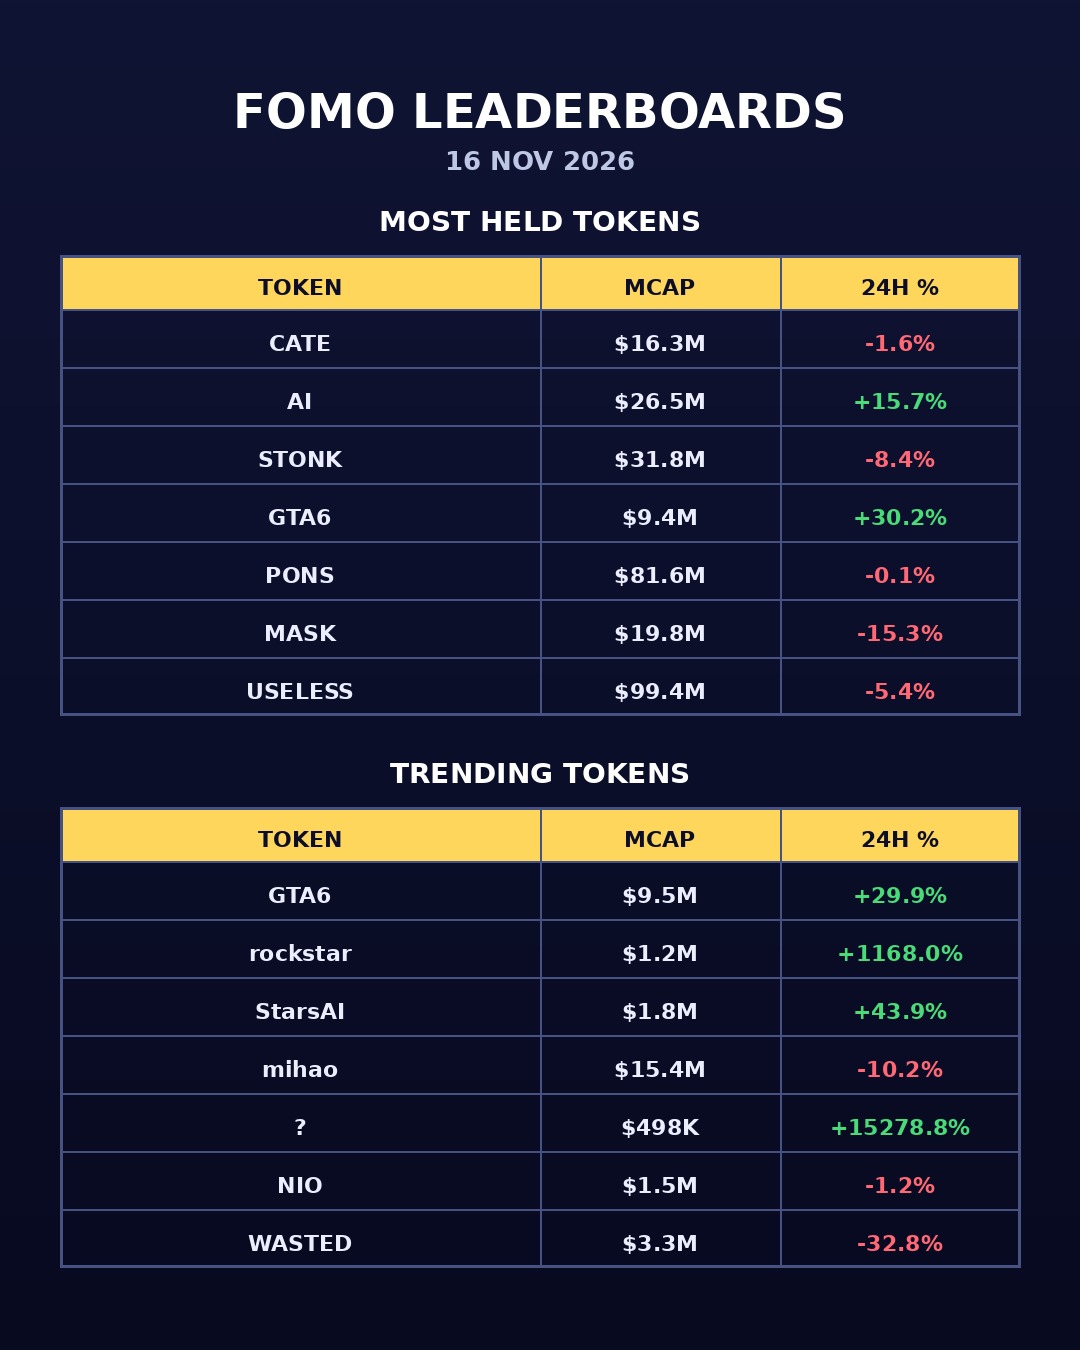 FOMO LEADERBOARDS
16 NOV 2026
MOST HELD TOKENS
TOKEN MCAP 24H %
CATE $16.3M -1.6%
AI $26.5M +15.7%
STONK $31.8M -8.4%
GTA6 $9.4M +30.2%
PONS $81.6M -0.1%
MASK $19.8M -15.3%
USELESS $99.4M -5.4%
TRENDING TOKENS
TOKEN MCAP 24H %
GTA6 $9.5M +29.9%
rockstar $1.2M +1168.0%
StarsAI $1.8M +43.9%
mihao $15.4M -10.2%
? $498K +15278.8%
NIO $1.5M -1.2%
WASTED $3.3M -32.8%